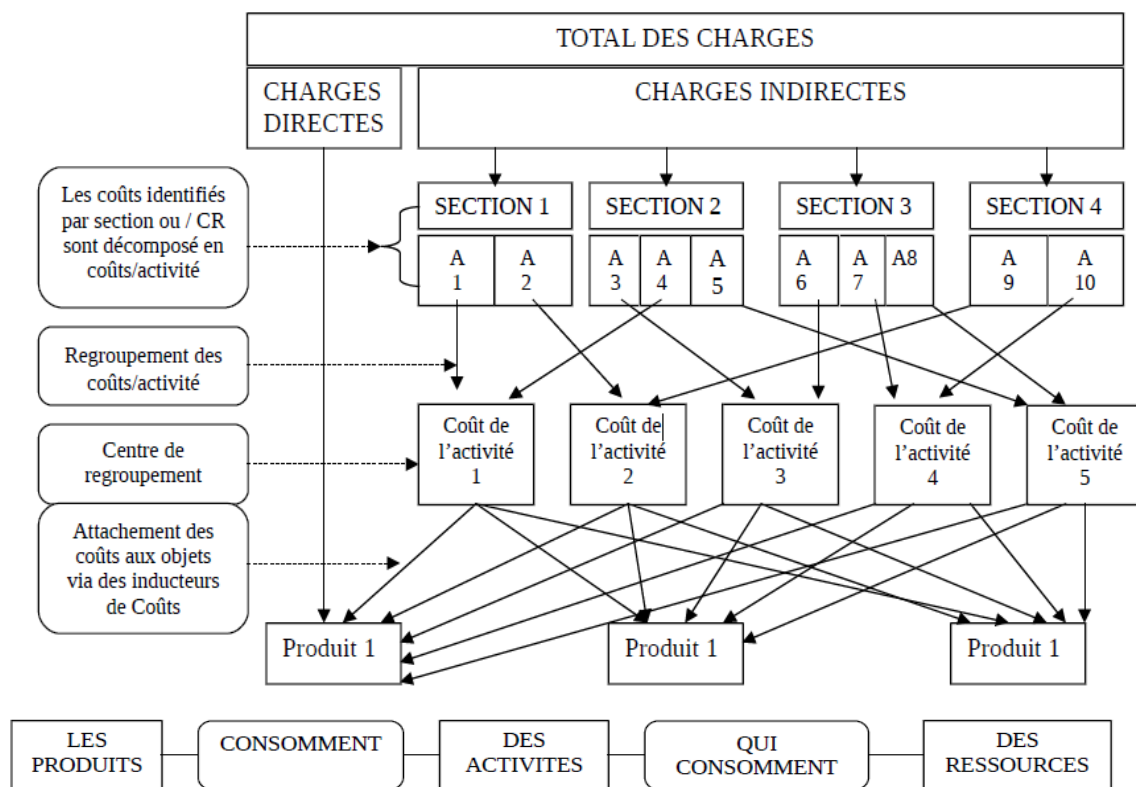 TOTAL DES CHARGES
CHARGES
DIRECTES
CHARGES INDIRECTES
Les coûts identifiés
par section ou / CR
sont décomposé en
coûts/activité
SECTION 1
SECTION 2
SECTION 3
SECTION 4
A
1
A
2
A
3
A
4
A
5
A
6
A
7
A8
A
9
A
10
Regroupement des
coûts/activité
Centre de
regroupement
Coût de
l’activité
1
Coût de
l’activité
2
Coût de
l’activité
3
Coût de
l’activité
4
Coût de
l’activité
5
Attachement des
coûts aux objets
via des inducteurs
de Coûts
Produit 1
Produit 1
Produit 1
LES
PRODUITS
CONSOMMENT
DES
ACTIVITES
QUI
CONSOMMENT
DES
RESSOURCES